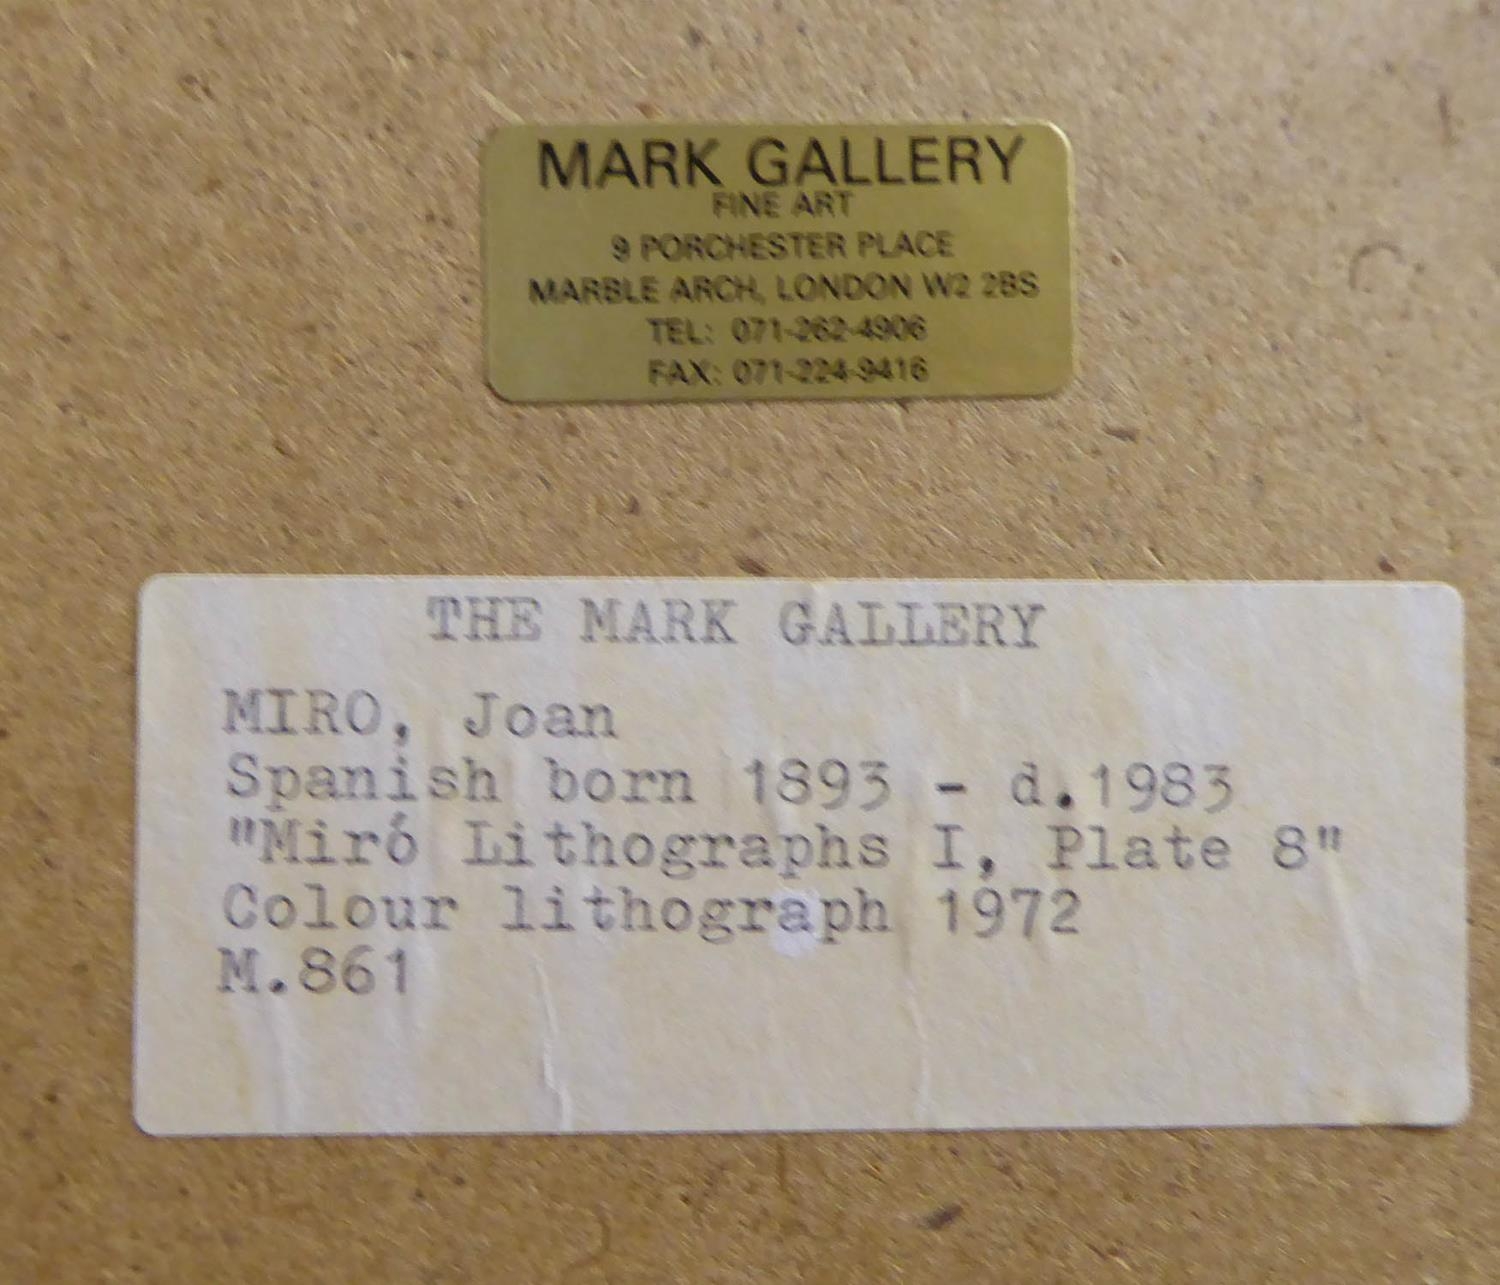 MARK GALLERY
FINE ART
9 PORCHESTER PLACE
MARBLE ARCH, LONDON W2 2BS
TEL: 071-262-4906
FAX: 071-224-9416
THE MARK GALLERY
MIRO, Joan
Spanish born 1893 - d.1983
"Miró Lithographs I, Plate 8"
Colour lithograph 1972
M.861